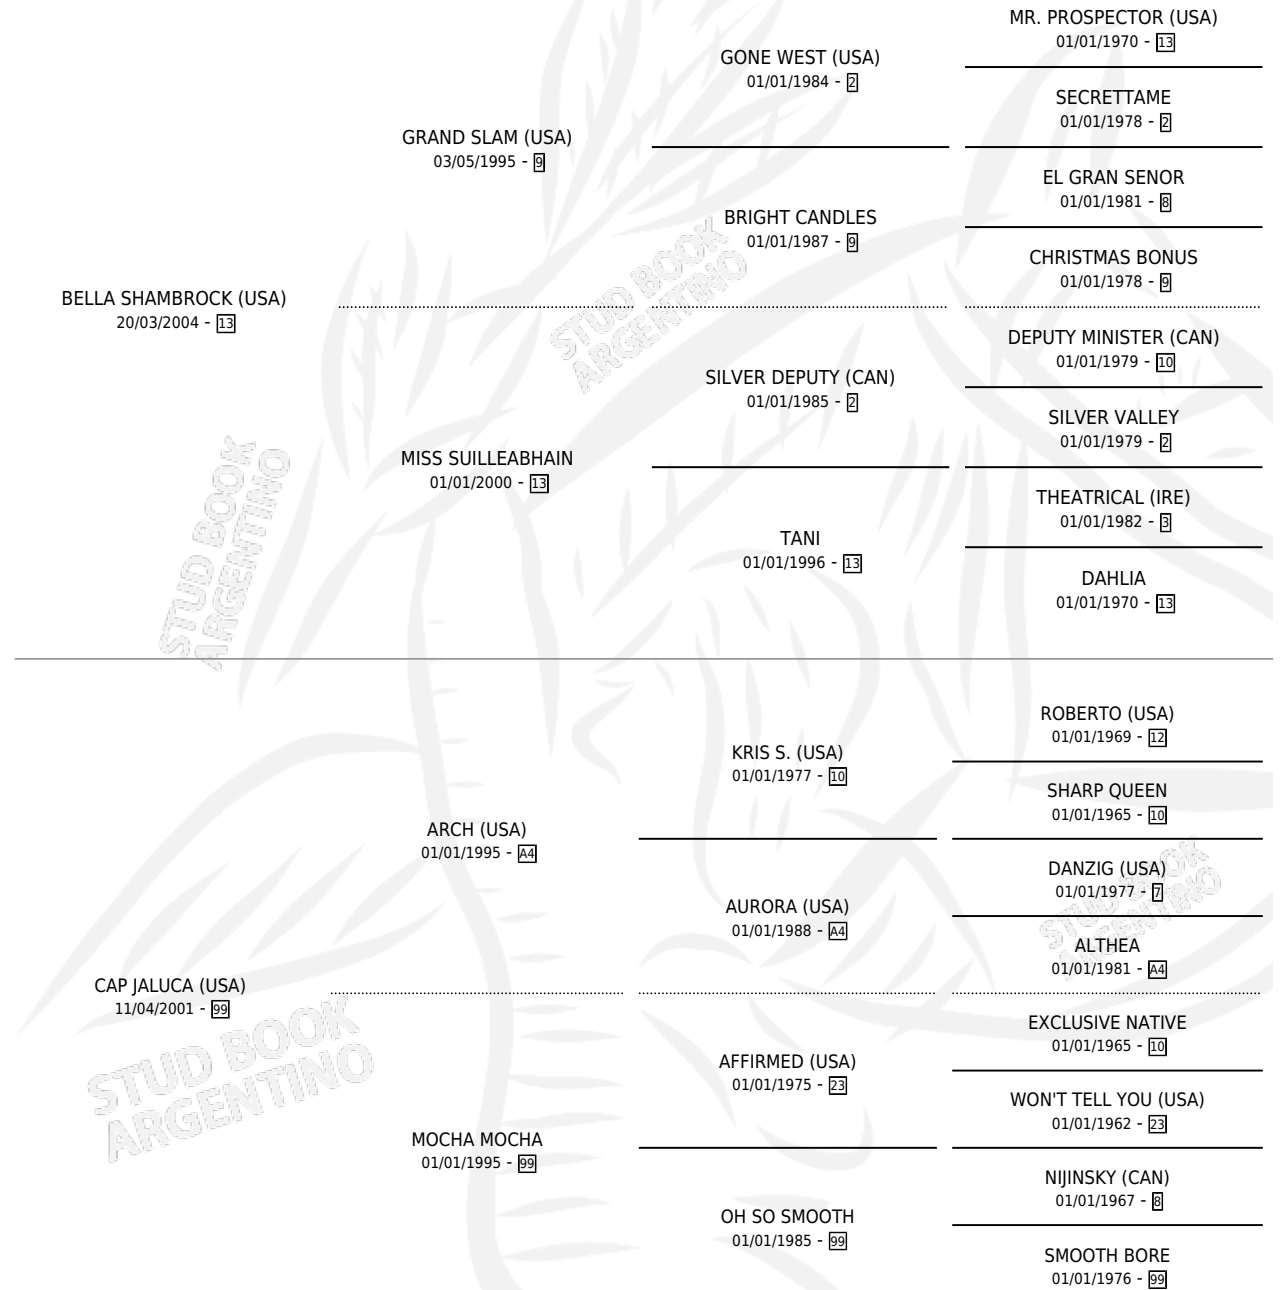 MR. PROSPECTOR (USA)
01/01/1970 - 13
GONE WEST (USA)
01/01/1984 - 2
SECRETTAME
01/01/1978 - 2
GRAND SLAM (USA)
03/05/1995 - 9
EL GRAN SENOR
01/01/1981 - 8
BRIGHT CANDLES
01/01/1987 - 9
CHRISTMAS BONUS
01/01/1978 - 9
BELLA SHAMBROCK (USA)
20/03/2004 - 13
DEPUTY MINISTER (CAN)
01/01/1979 - 10
SILVER DEPUTY (CAN)
01/01/1985 - 2
SILVER VALLEY
01/01/1979 - 2
MISS SUILLEABHAIN
01/01/2000 - 13
THEATRICAL (IRE)
01/01/1982 - 3
TANI
01/01/1996 - 13
DAHLIA
01/01/1970 - 13
STUD BOOK
ARGENTINO
STUD BOOK
ARGENTINO
ROBERTO (USA)
01/01/1969 - 12
KRIS S. (USA)
01/01/1977 - 10
SHARP QUEEN
01/01/1965 - 10
ARCH (USA)
01/01/1995 - A4
DANZIG (USA)
01/01/1977 - 7
AURORA (USA)
01/01/1988 - A4
ALTHEA
01/01/1981 - A4
STUD BOOK
ARGENTINO
CAP JALUCA (USA)
11/04/2001 - 99
EXCLUSIVE NATIVE
01/01/1965 - 10
AFFIRMED (USA)
01/01/1975 - 23
WON'T TELL YOU (USA)
01/01/1962 - 23
STUD BOOK
ARGENTINO
MOCHA MOCHA
01/01/1995 - 99
NIJINSKY (CAN)
01/01/1967 - 8
OH SO SMOOTH
01/01/1985 - 99
SMOOTH BORE
01/01/1976 - 99